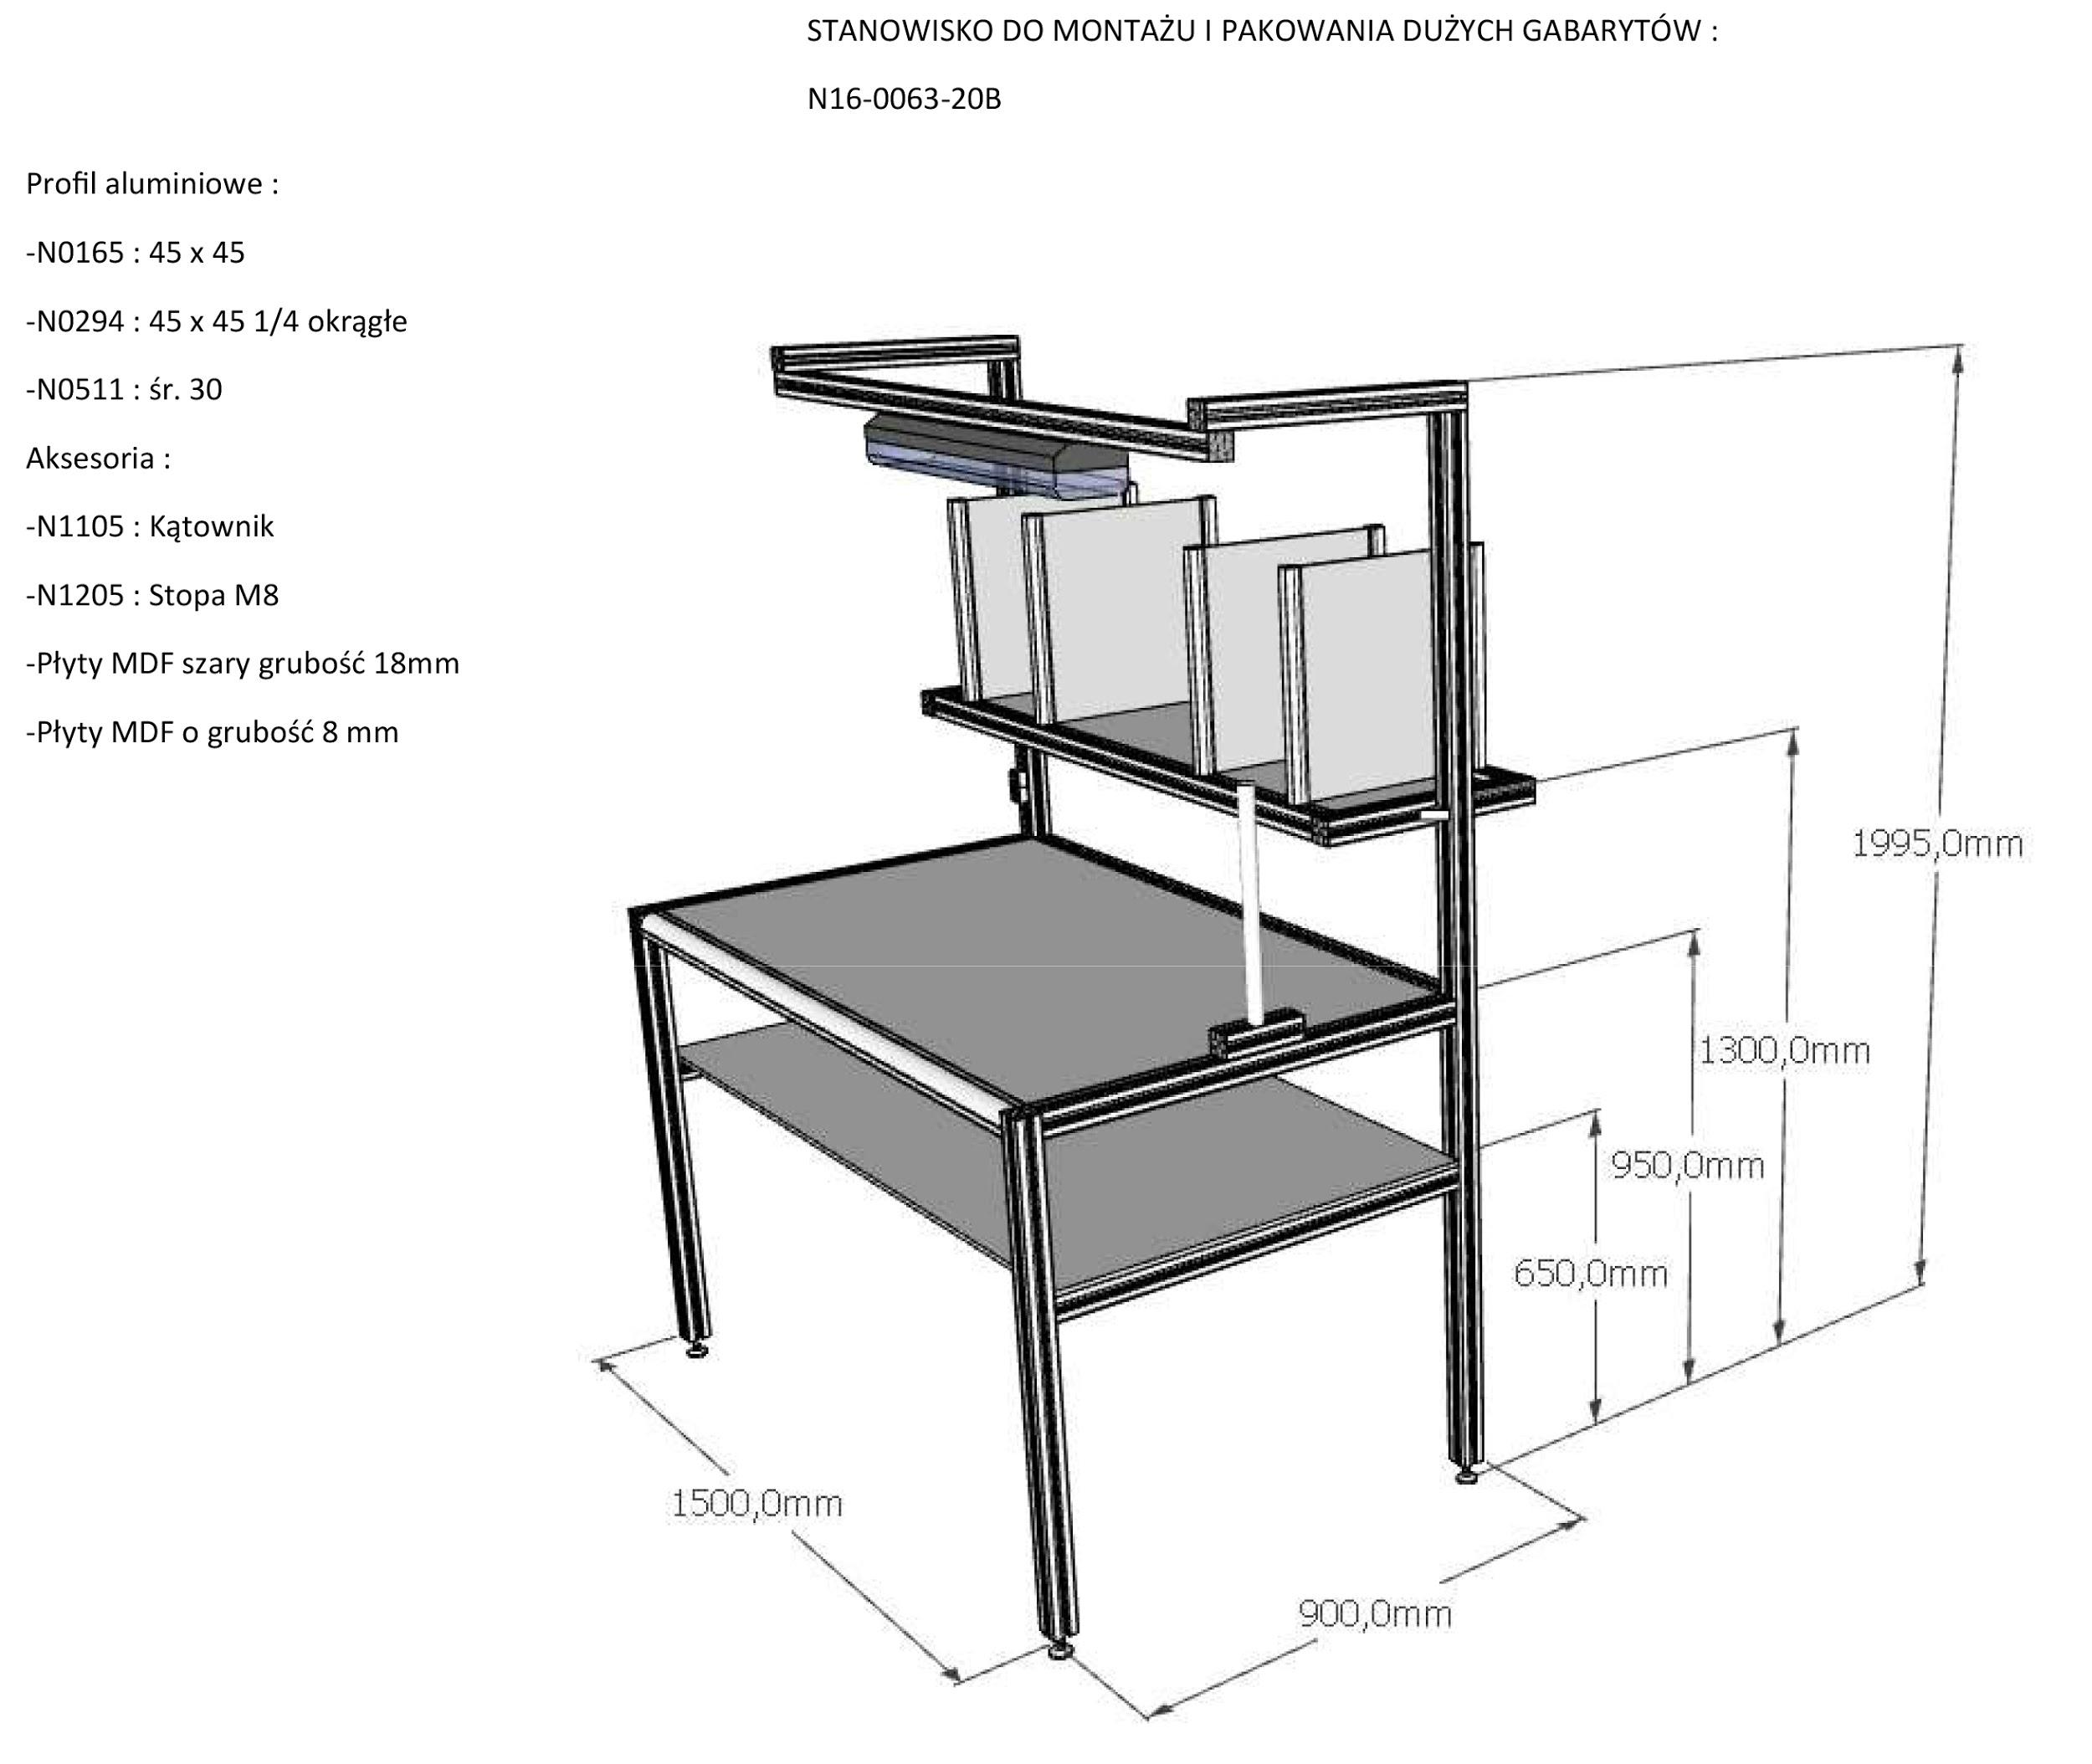 STANOWISKO DO MONTAŻU I PAKOWANIA DUŻYCH GABARYTÓW :
N16-0063-20B
Profil aluminiowe :
-N0165 : 45 x 45
-N0294 : 45 x 45 1/4 okrągłe
-N0511 : śr. 30
Aksesoria :
-N1105 : Kątownik
-N1205 : Stopa M8
-Płyty MDF szary grubość 18mm
-Płyty MDF o grubość 8 mm
1995,0mm
1300,0mm
950,0mm
650,0mm
1500,0mm
900,0mm